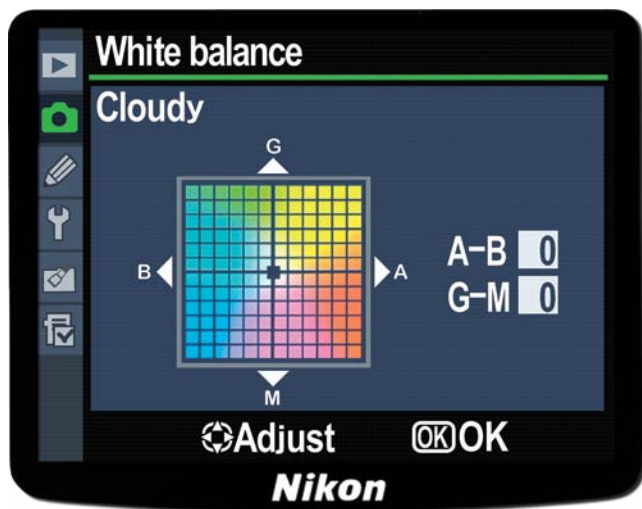 White balance
Cloudy
G
B
A
M
A–B 0
G–M 0
Adjust
OK OK
Nikon